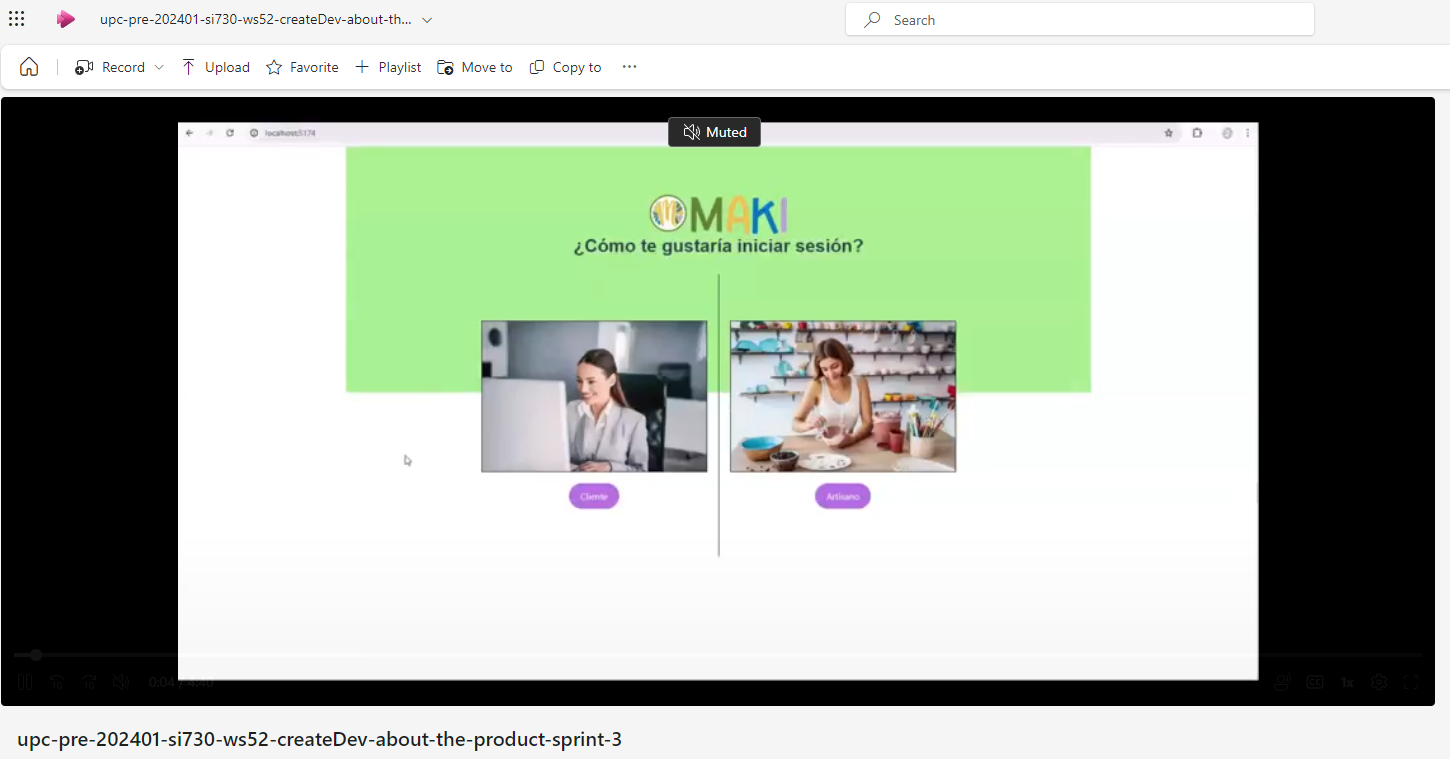 upc-pre-202401-si730-ws52-createDev-about-th...
Search
Record
Upload
Favorite
Playlist
Move to
Copy to
Muted
localhost:5174
MAKI
¿Cómo te gustaría iniciar sesión?
Cliente
Artisano
0:04 / 4:40
1x
upc-pre-202401-si730-ws52-createDev-about-the-product-sprint-3